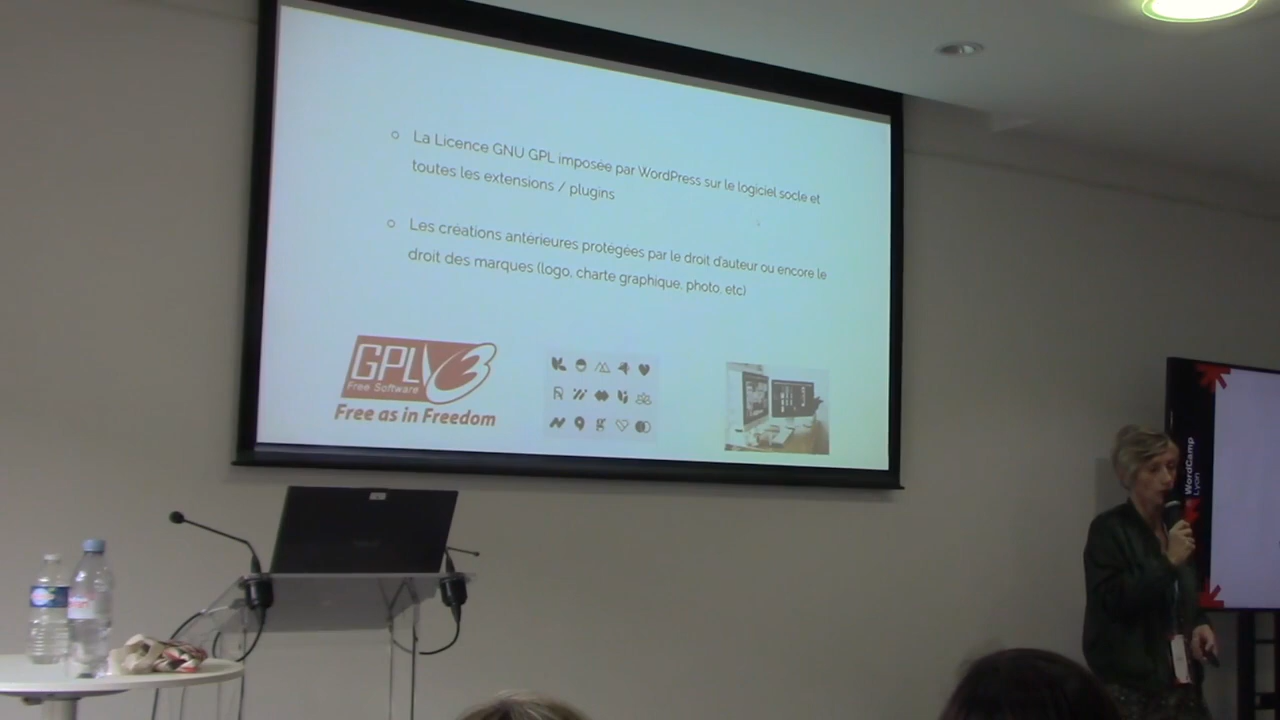 La Licence GNU GPL imposée par WordPress sur le logiciel socle et
toutes les extensions / plugins
Les créations antérieures protégées par le droit d'auteur ou encore le
droit des marques (logo, charte graphique, photo, etc)
GPLV3
Free Software
Free as in Freedom
WordCamp
Lyon